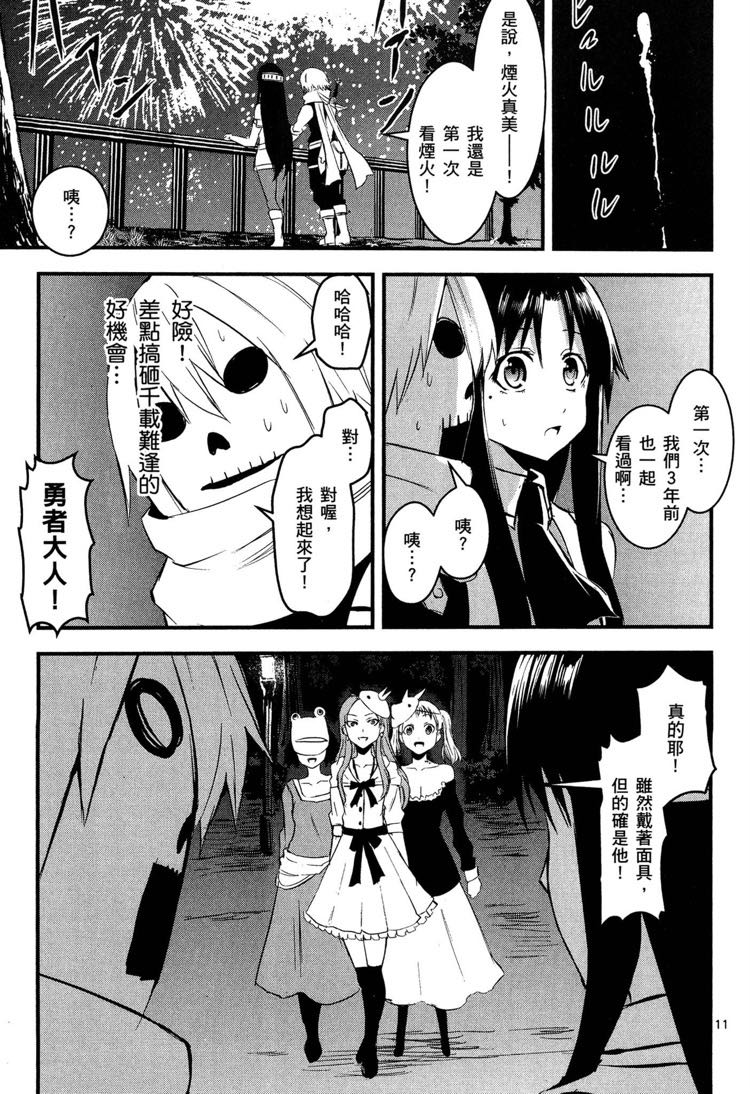 ヒュルルルルル
是說，煙火真美——！
我還是
第一次
看煙火！
咦…？
第一次…
我們3年前
也一起
看過啊…
咦？
咦…？
哈哈哈！
對…
對喔，
我想起來了！
好險！
差點搞砸千載難逢的
好機會…
勇者大人！
真的耶！
雖然戴著面具，
但的確是他！
11